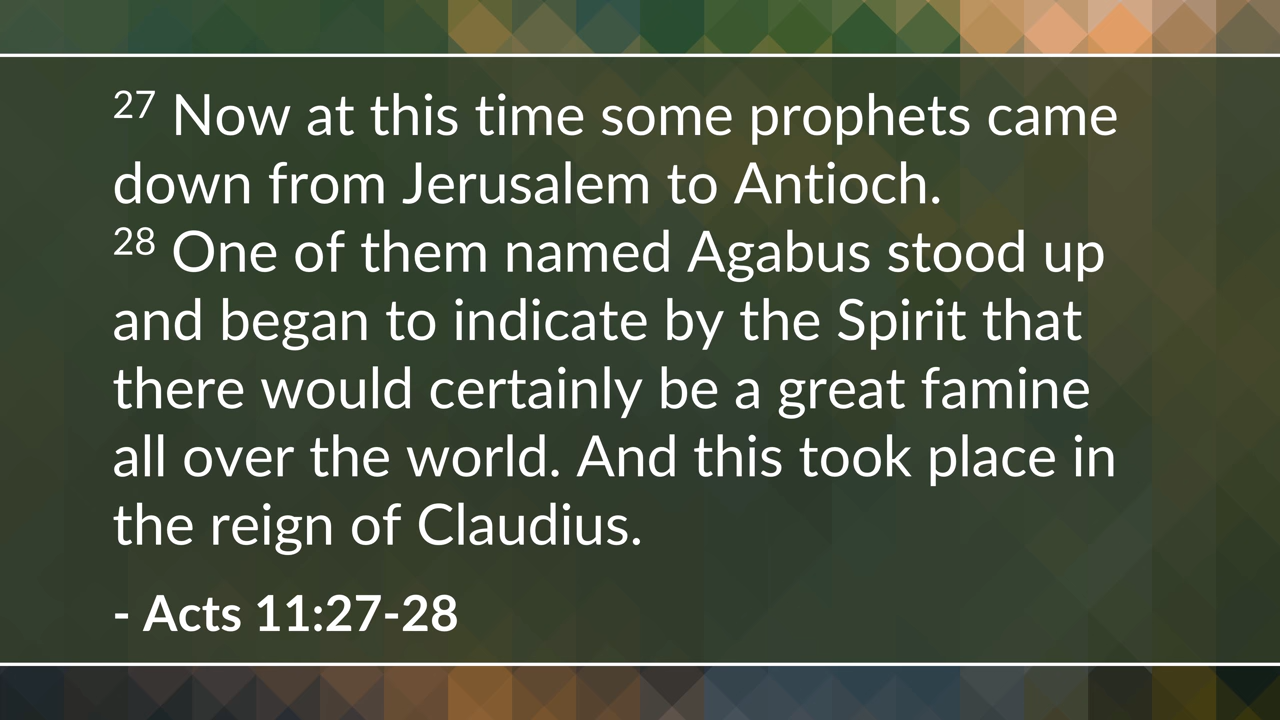 27 Now at this time some prophets came
down from Jerusalem to Antioch.
28 One of them named Agabus stood up
and began to indicate by the Spirit that
there would certainly be a great famine
all over the world. And this took place in
the reign of Claudius.
- Acts 11:27-28